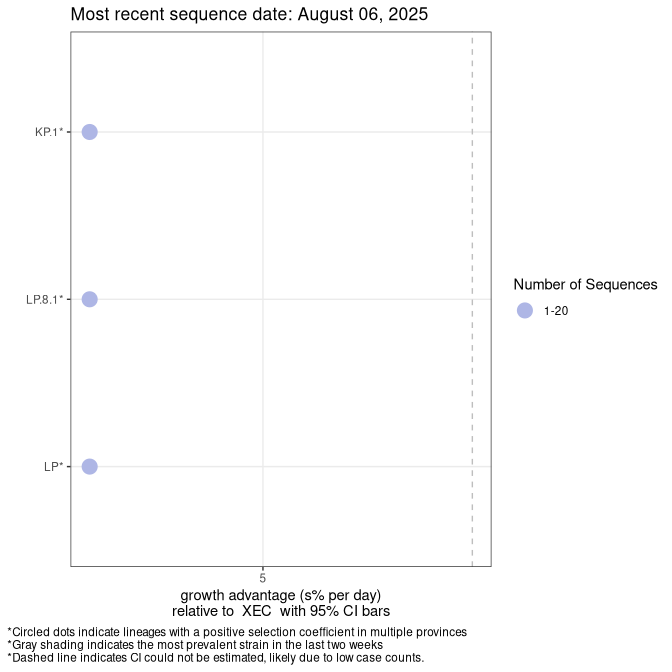 Most recent sequence date: August 06, 2025
KP.1*
LP.8.1*
LP*
Number of Sequences
1-20
5
growth advantage (s% per day)
relative to XEC with 95% CI bars
*Circled dots indicate lineages with a positive selection coefficient in multiple provinces
*Gray shading indicates the most prevalent strain in the last two weeks
*Dashed line indicates CI could not be estimated, likely due to low case counts.